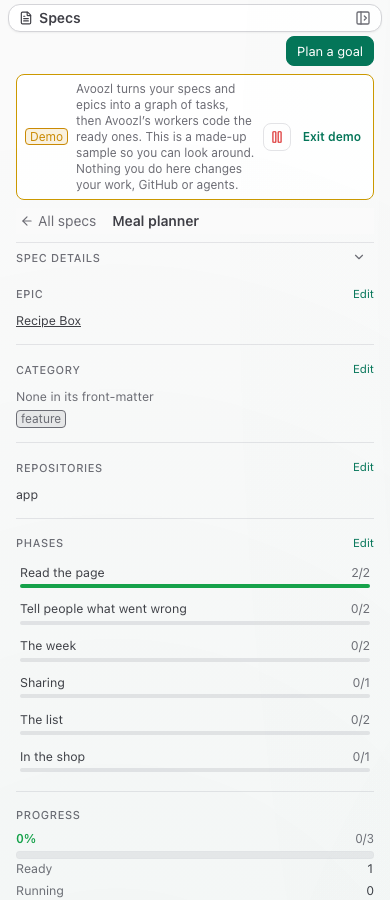 Specs
Plan a goal
Demo
Avoozl turns your specs and
epics into a graph of tasks,
then Avoozl's workers code the
ready ones. This is a made-up
sample so you can look around.
Nothing you do here changes
your work, GitHub or agents.
Exit demo
← All specs Meal planner
SPEC DETAILS
EPIC Edit
Recipe Box
CATEGORY Edit
None in its front-matter
feature
REPOSITORIES Edit
app
PHASES Edit
Read the page 2/2
Tell people what went wrong 0/2
The week 0/2
Sharing 0/1
The list 0/2
In the shop 0/1
PROGRESS
0% 0/3
Ready 1
Running 0